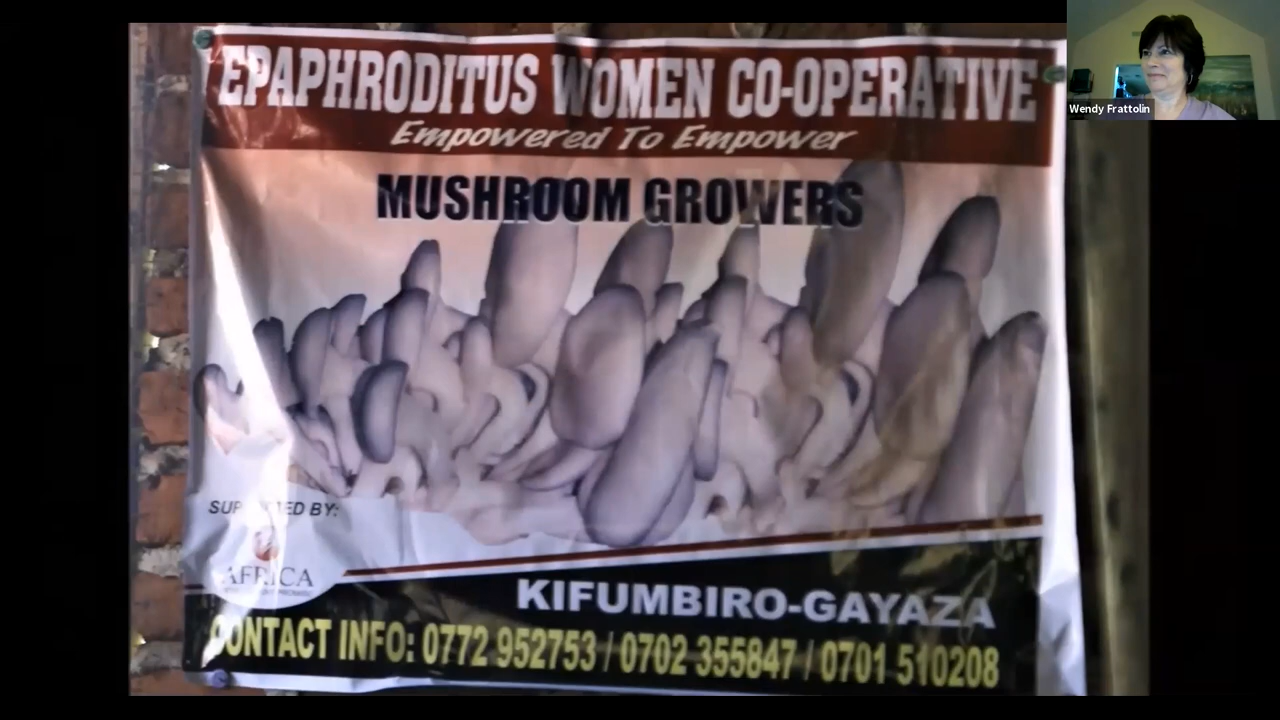 EPAPHRODITUS WOMEN CO-OPERATIVE
Empowered To Empower
MUSHROOM GROWERS
BY:
AFRICA
KIFUMBIRO-GAYAZA
CONTACT INFO: 0772 952753 / 0702 355847 / 0701 510208
Wendy Frattolin